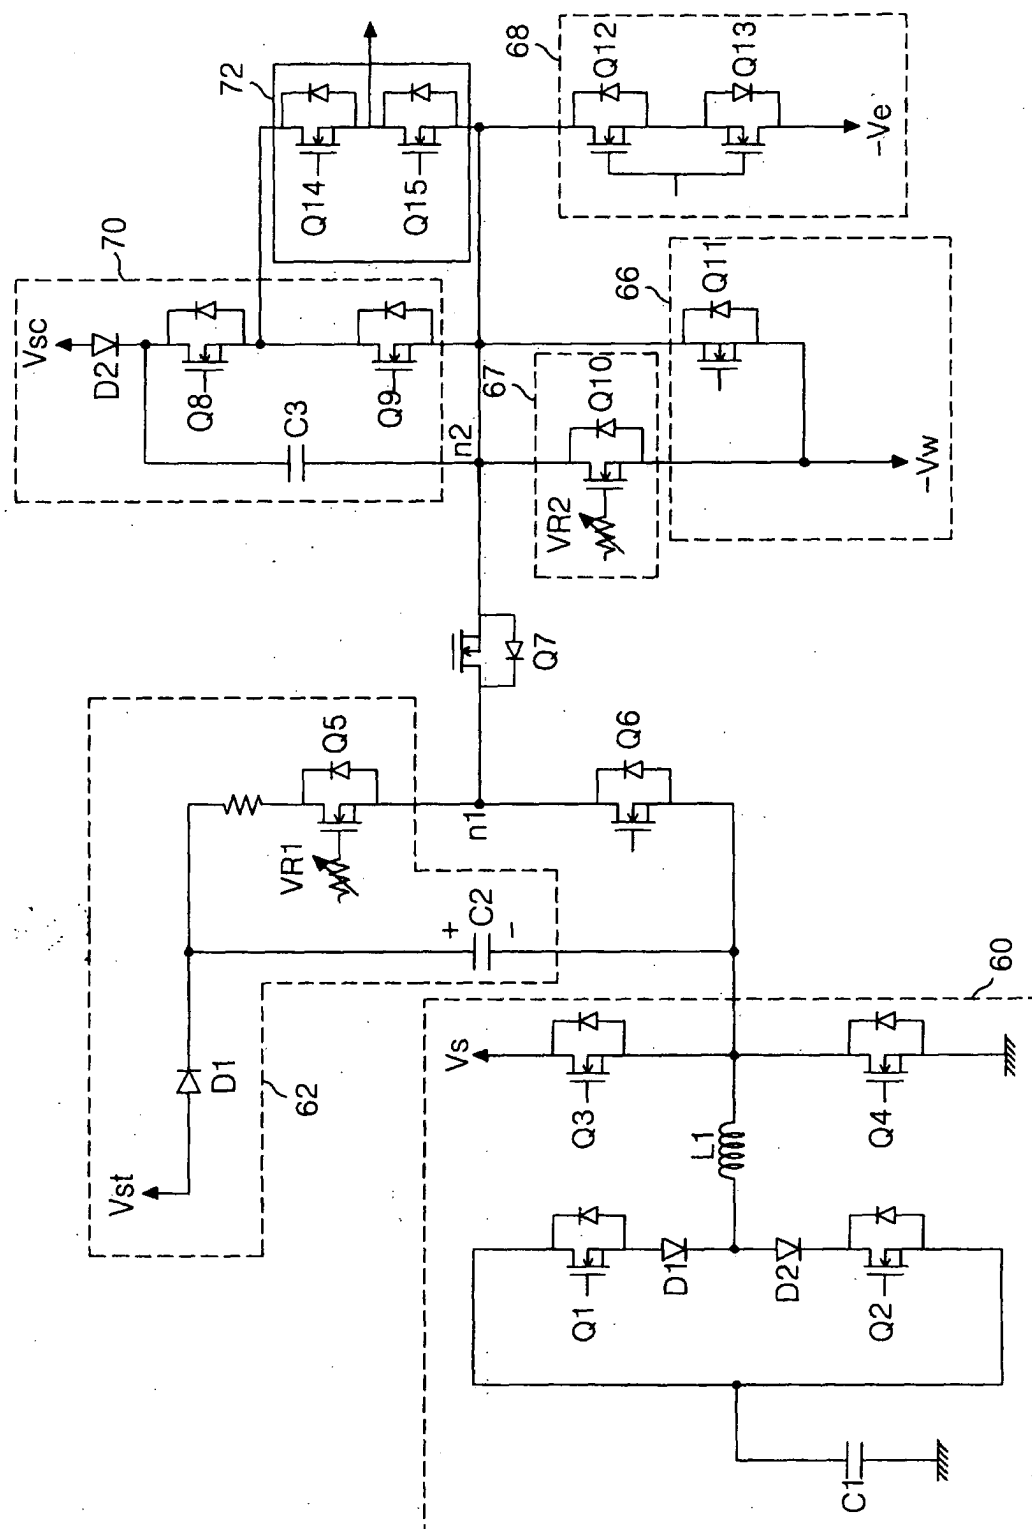 72
68
Q12
Q13
-Ve
Q14
Q15
70
Vsc
D2
Q8
Q9
C3
n2
67
Q10
VR2
66
Q11
-Vw
Q7
Q5
VR1
n1
Q6
C2
+
-
Vst
D1
62
60
Vs
Q3
Q4
L1
Q1
D1
D2
Q2
C1